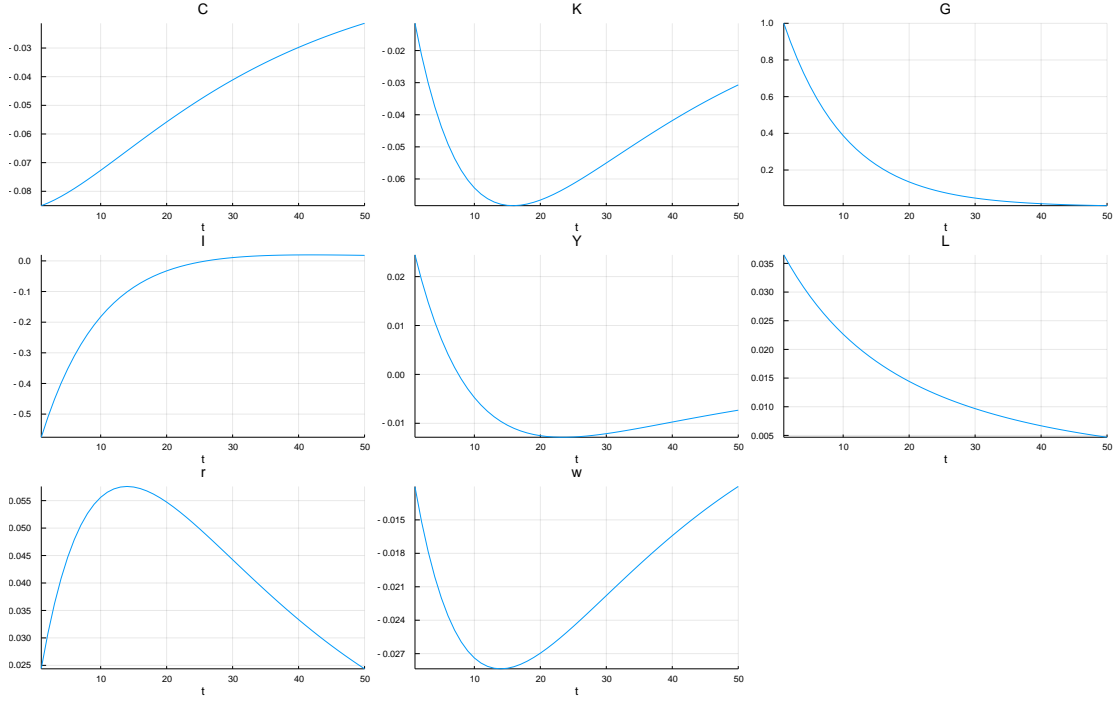 C
- 0.03
- 0.04
- 0.05
- 0.06
- 0.07
- 0.08
10 20 30 40 50
t
K
- 0.02
- 0.03
- 0.04
- 0.05
- 0.06
10 20 30 40 50
t
G
1.0
0.8
0.6
0.4
0.2
10 20 30 40 50
t
I
0.0
- 0.1
- 0.2
- 0.3
- 0.4
- 0.5
10 20 30 40 50
t
Y
0.02
0.01
0.00
- 0.01
10 20 30 40 50
t
L
0.035
0.030
0.025
0.020
0.015
0.010
0.005
10 20 30 40 50
t
r
0.055
0.050
0.045
0.040
0.035
0.030
0.025
10 20 30 40 50
t
w
- 0.015
- 0.018
- 0.021
- 0.024
- 0.027
10 20 30 40 50
t